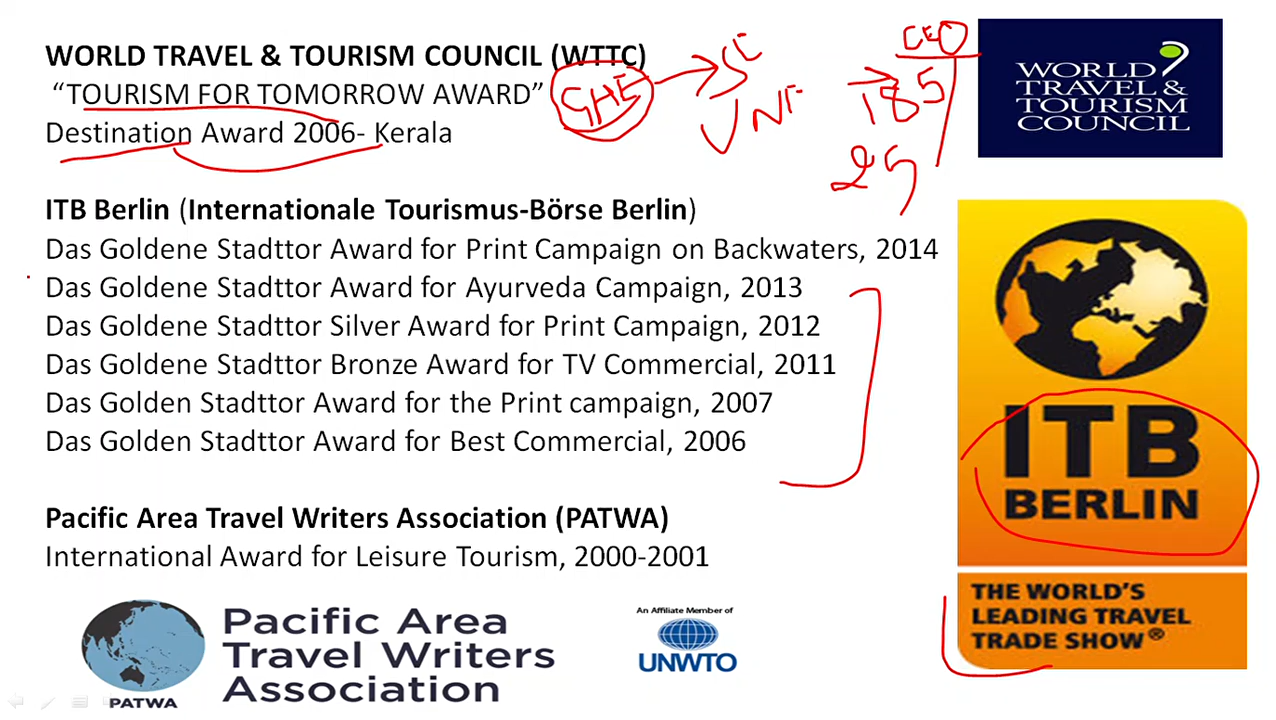 WORLD TRAVEL & TOURISM COUNCIL (WTTC)
“TOURISM FOR TOMORROW AWARD”
Destination Award 2006- Kerala
GHE
CEO
185
25
WORLD
TRAVEL &
TOURISM
COUNCIL
ITB Berlin (Internationale Tourismus-Börse Berlin)
Das Goldene Stadttor Award for Print Campaign on Backwaters, 2014
Das Goldene Stadttor Award for Ayurveda Campaign, 2013
Das Goldene Stadttor Silver Award for Print Campaign, 2012
Das Goldene Stadttor Bronze Award for TV Commercial, 2011
Das Golden Stadttor Award for the Print campaign, 2007
Das Golden Stadttor Award for Best Commercial, 2006
ITB
BERLIN
THE WORLD'S
LEADING TRAVEL
TRADE SHOW®
Pacific Area Travel Writers Association (PATWA)
International Award for Leisure Tourism, 2000-2001
PATWA
Pacific Area
Travel Writers
Association
An Affiliate Member of
UNWTO